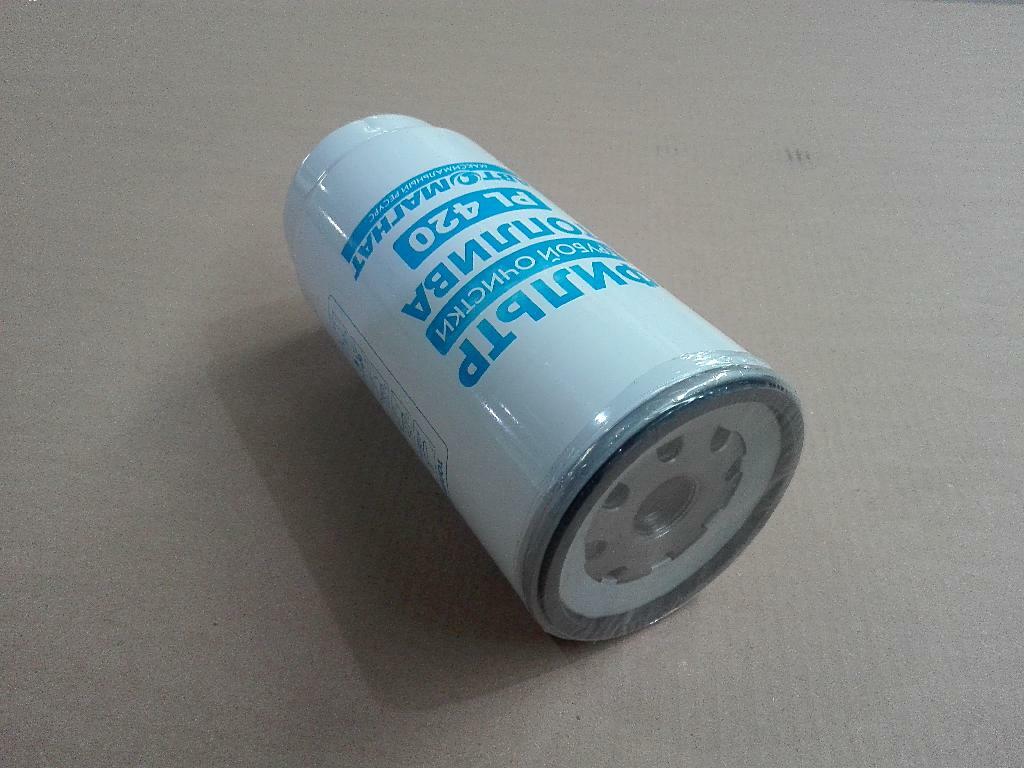 АВТОМАГНАТ
МАКСИМАЛЬНЫЙ РЕСУРС
PL 420
ФИЛЬТР
ГРУБОЙ ОЧИСТКИ
ТОПЛИВА